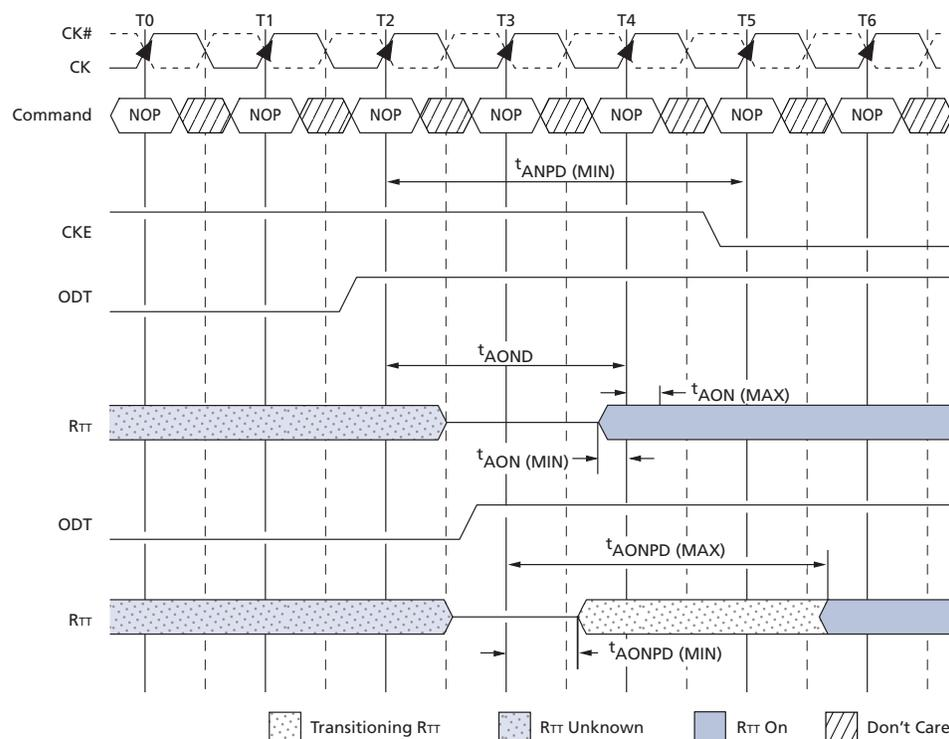 T0 T1 T2 T3 T4 T5 T6
CK#
CK
Command NOP NOP NOP NOP NOP NOP NOP
tANPD (MIN)
CKE
ODT
tAOND
tAON (MAX)
RTT
tAON (MIN)
ODT
tAONPD (MAX)
RTT
tAONPD (MIN)
Transitioning RTT RTT Unknown RTT On Don't Care